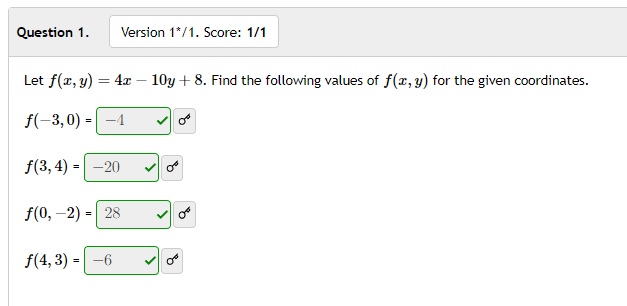 Question 1. Version 1*/1. Score: 1/1
Let f(x, y) = 4x − 10y + 8. Find the following values of f(x, y) for the given coordinates.
f(−3, 0) = −4
f(3, 4) = −20
f(0, −2) = 28
f(4, 3) = −6